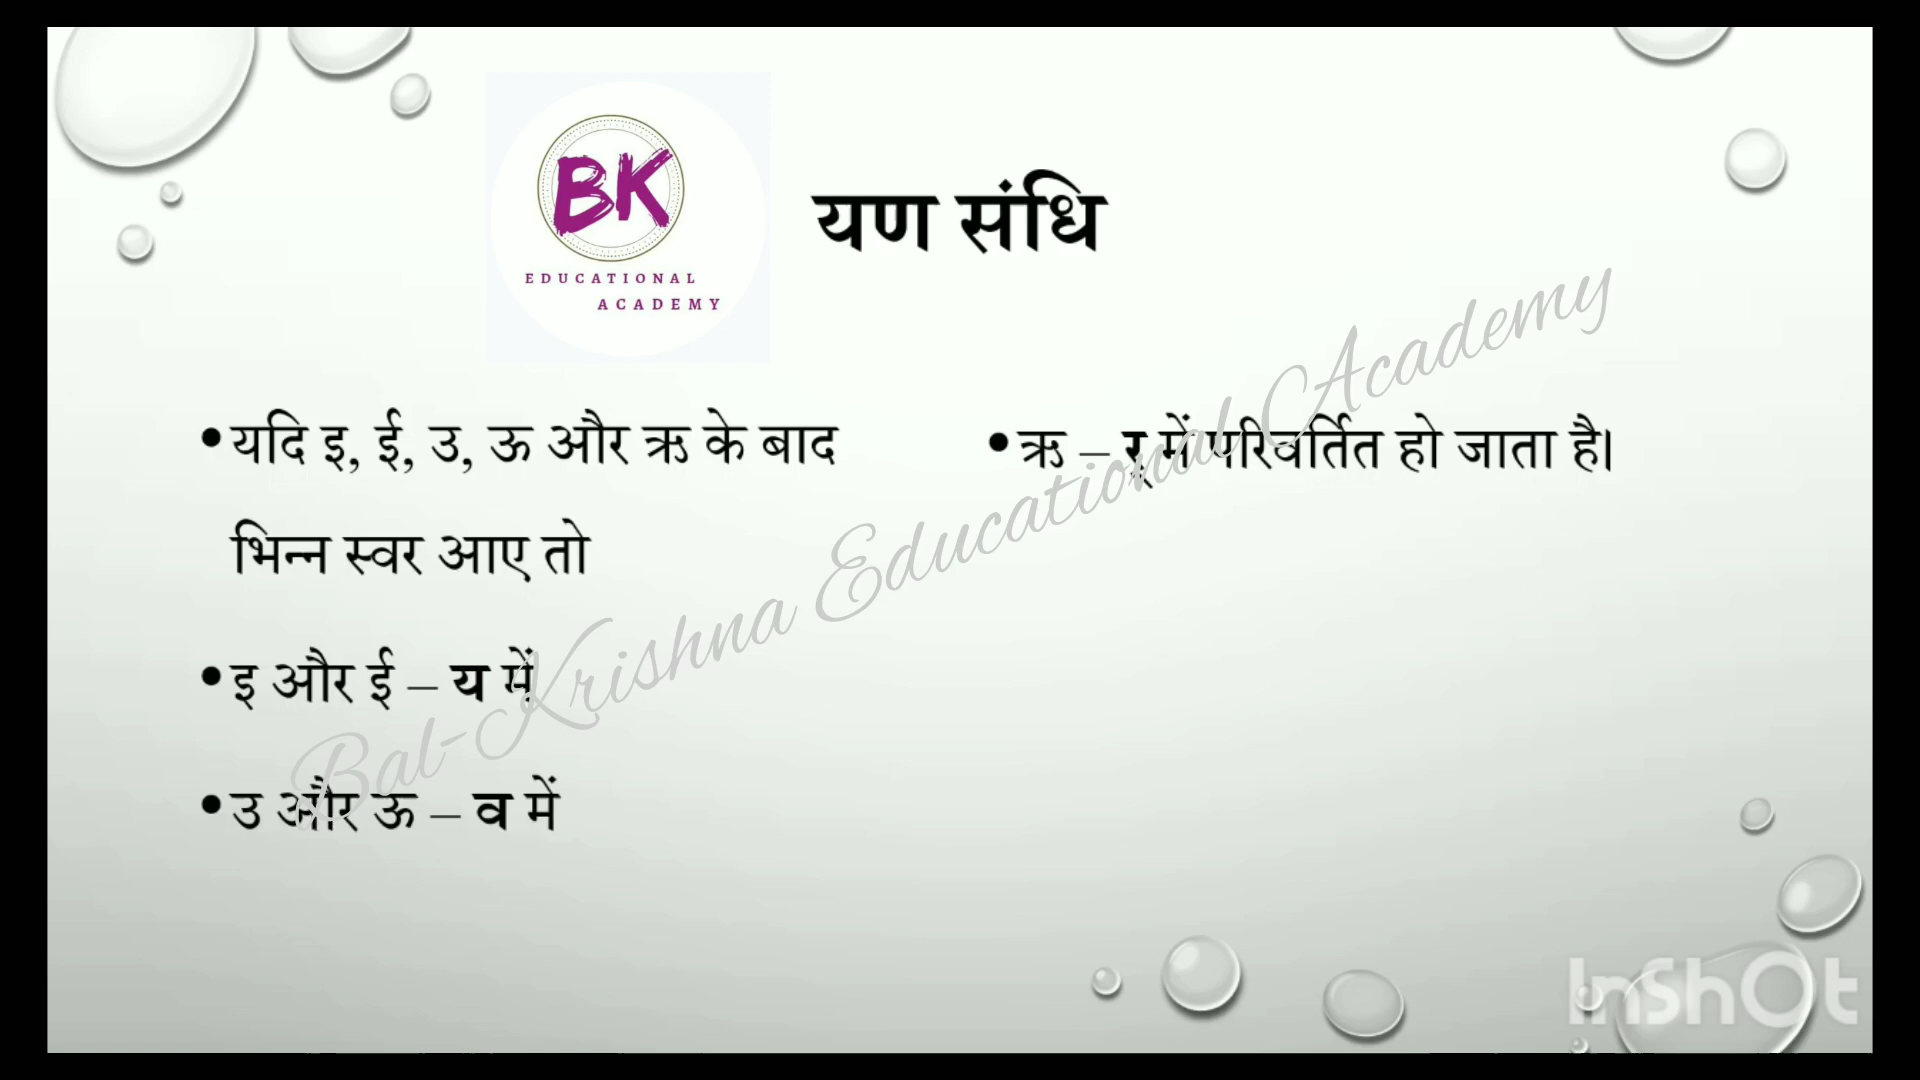 BK
EDUCATIONAL
ACADEMY
यण संधि
•यदि इ, ई, उ, ऊ और ऋ के बाद
भिन्न स्वर आए तो
•इ और ई – य में
•उ और ऊ – व में
•ऋ – र् में परिवर्तित हो जाता है।
Bal-Krishna Educational Academy
InShOt